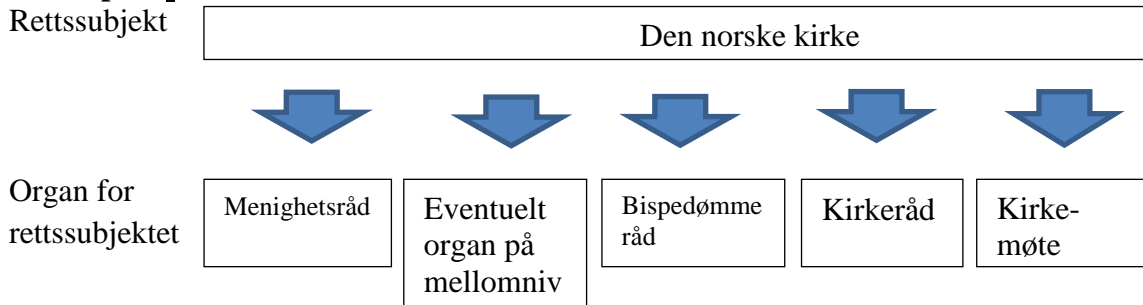 Rettssubjekt
Den norske kirke
Organ for
rettssubjektet
Menighetsråd
Eventuelt
organ på
mellomniv
Bispedømme
råd
Kirkeråd
Kirke-
møte